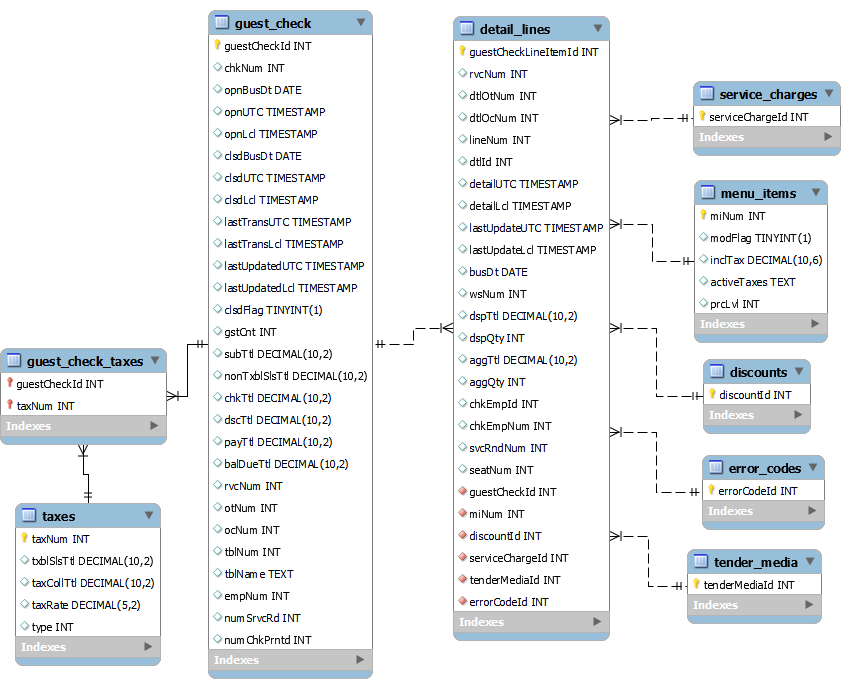 guest_check
guestCheckId INT
chkNum INT
opnBusDt DATE
opnUTC TIMESTAMP
opnLcl TIMESTAMP
clsdBusDt DATE
clsdUTC TIMESTAMP
clsdLcl TIMESTAMP
lastTransUTC TIMESTAMP
lastTransLcl TIMESTAMP
lastUpdatedUTC TIMESTAMP
lastUpdatedLcl TIMESTAMP
clsdFlag TINYINT(1)
gstCnt INT
subTtl DECIMAL(10,2)
nonTxblSlsTtl DECIMAL(10,2)
chkTtl DECIMAL(10,2)
dscTtl DECIMAL(10,2)
payTtl DECIMAL(10,2)
balDueTtl DECIMAL(10,2)
rvcNum INT
otNum INT
ocNum INT
tblNum INT
tblName TEXT
empNum INT
numSrvcRd INT
numChkPrntd INT
Indexes
guest_check_taxes
guestCheckId INT
taxNum INT
Indexes
taxes
taxNum INT
txblSlsTtl DECIMAL(10,2)
taxCollTtl DECIMAL(10,2)
taxRate DECIMAL(5,2)
type INT
Indexes
detail_lines
guestCheckLineItemId INT
rvcNum INT
dtlOtNum INT
dtlOcNum INT
lineNum INT
dtlId INT
detailUTC TIMESTAMP
detailLcl TIMESTAMP
lastUpdateUTC TIMESTAMP
lastUpdateLcl TIMESTAMP
busDt DATE
wsNum INT
dspTtl DECIMAL(10,2)
dspQty INT
aggTtl DECIMAL(10,2)
aggQty INT
chkEmpId INT
chkEmpNum INT
svcRndNum INT
seatNum INT
guestCheckId INT
miNum INT
discountId INT
serviceChargeId INT
tenderMediaId INT
errorCodeId INT
Indexes
service_charges
serviceChargeId INT
Indexes
menu_items
miNum INT
modFlag TINYINT(1)
inclTax DECIMAL(10,6)
activeTaxes TEXT
prcLvl INT
Indexes
discounts
discountId INT
Indexes
error_codes
errorCodeId INT
Indexes
tender_media
tenderMediaId INT
Indexes